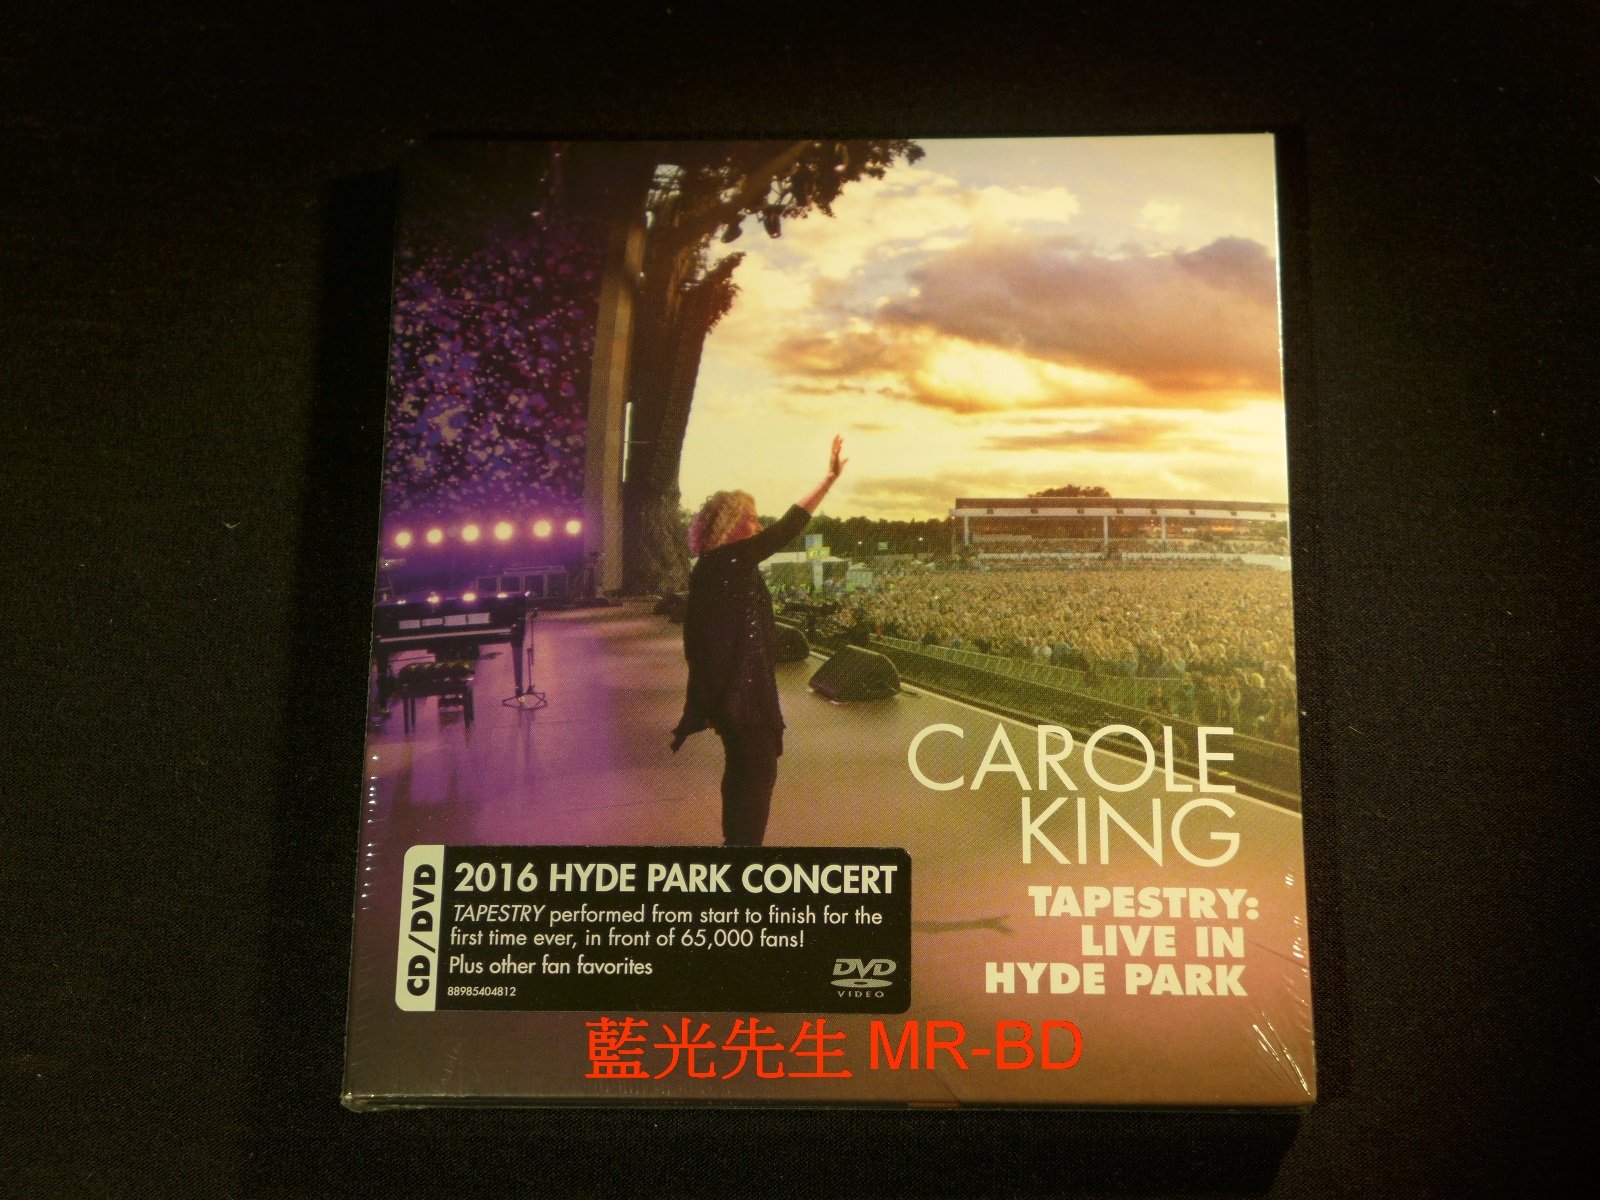 CAROLE
KING
TAPESTRY:
LIVE IN
HYDE PARK
CD/DVD
2016 HYDE PARK CONCERT
TAPESTRY performed from start to finish for the
first time ever, in front of 65,000 fans!
Plus other fan favorites
88985404812
DVD
VIDEO
藍光先生 MR-BD